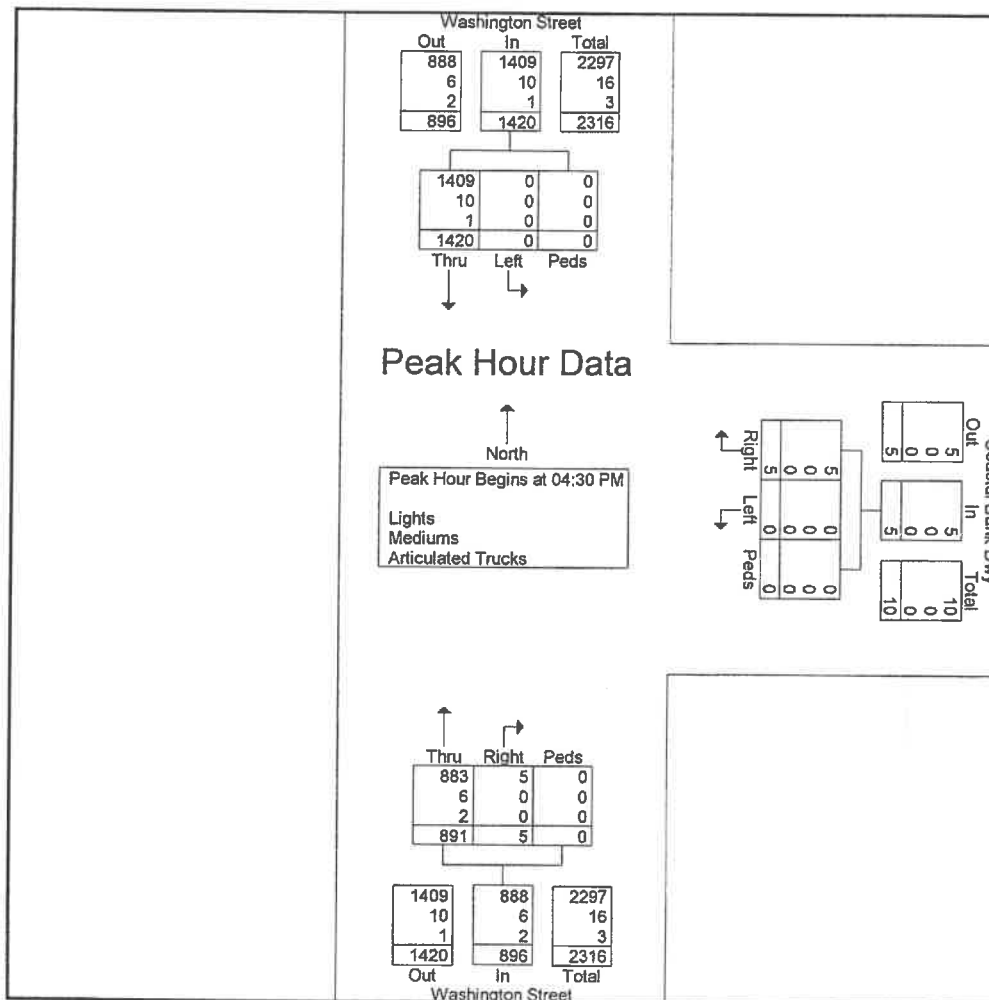 Washington Street
Out In Total
888 1409 2297
6 10 16
2 1 3
896 1420 2316
1409 0 0
10 0 0
1 0 0
1420 0 0
Thru Left Peds
Peak Hour Data
North
Peak Hour Begins at 04:30 PM
Lights
Mediums
Articulated Trucks
Out In Total
5 5 10
0 0 0
0 0 0
5 5 10
5 0 0
0 0 0
0 0 0
5 0 0
Right Left Peds
Thru Right Peds
883 5 0
6 0 0
2 0 0
891 5 0
1409 888 2297
10 6 16
1 2 3
1420 896 2316
Out In Total
Washington Street